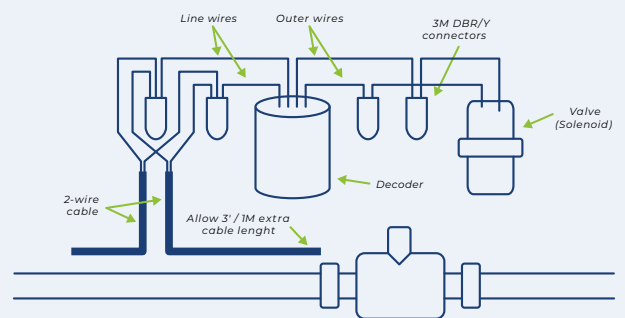 Line wires
Outer wires
3M DBR/Y
connectors
Valve
(Solenoid)
Decoder
2-wire
cable
Allow 3' / 1M extra
cable lenght